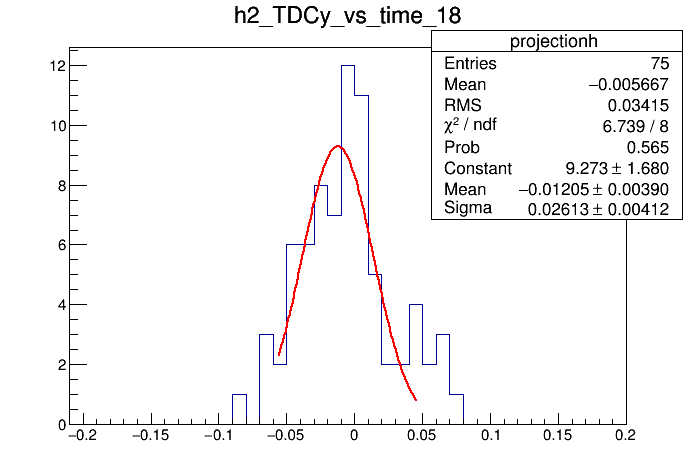 h2_TDCy_vs_time_18
projectionh
Entries 75
Mean −0.005667
RMS 0.03415
χ² / ndf 6.739 / 8
Prob 0.565
Constant 9.273 ± 1.680
Mean −0.01205 ± 0.00390
Sigma 0.02613 ± 0.00412
12
10
8
6
4
2
0
−0.2 −0.15 −0.1 −0.05 0 0.05 0.1 0.15 0.2